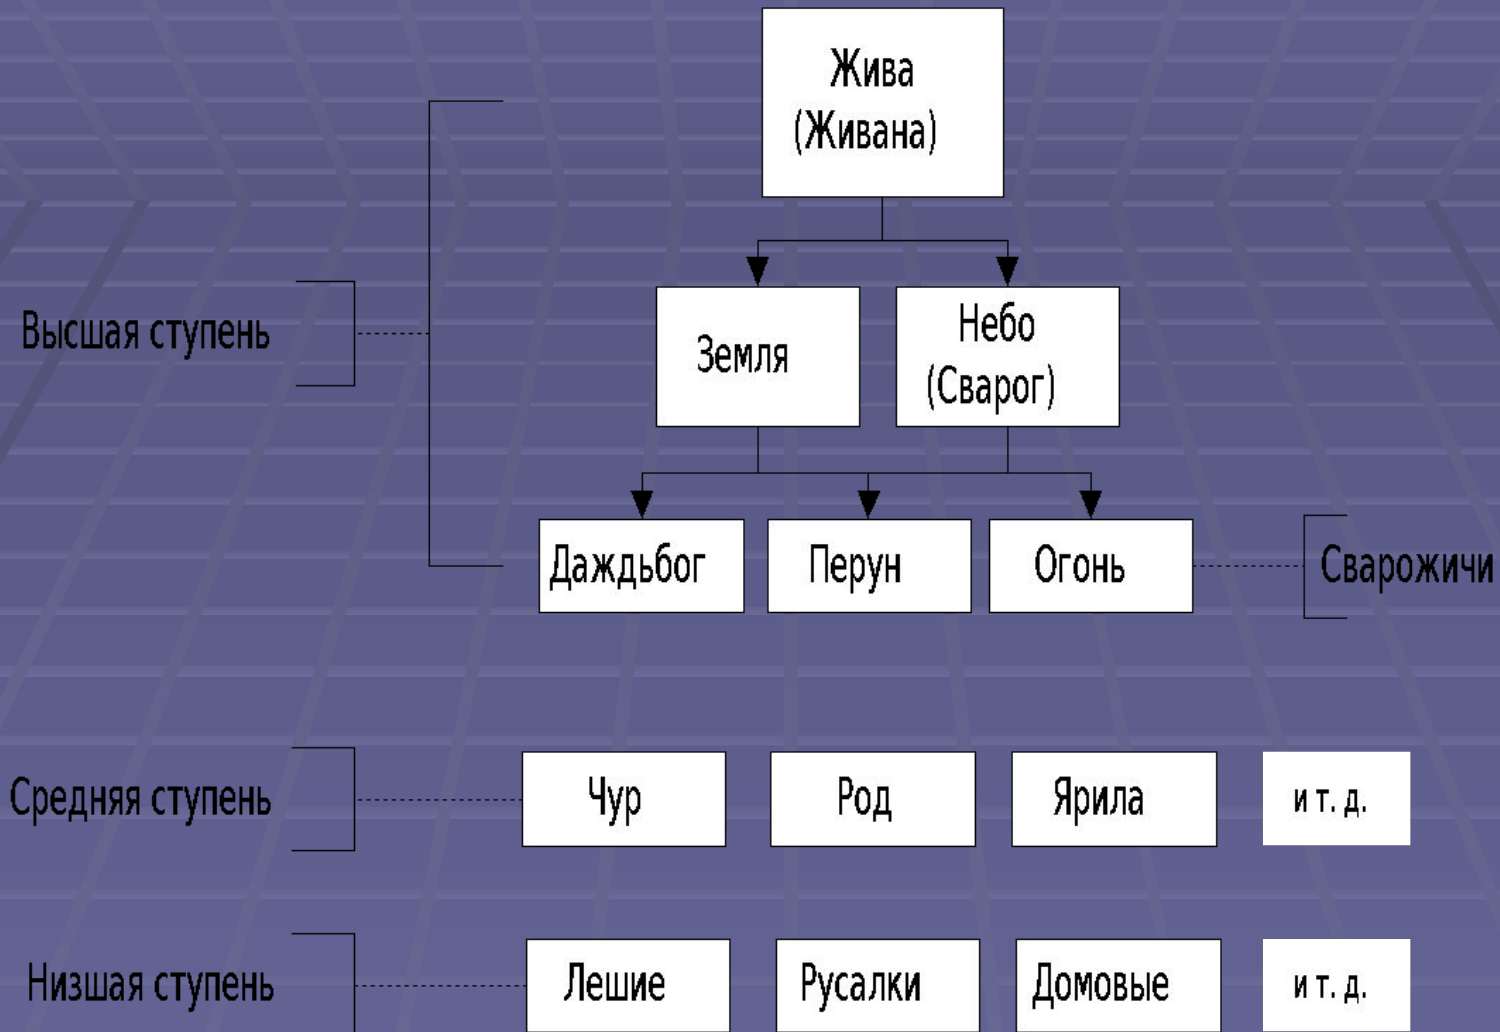 Жива
(Живана)
Высшая ступень
Земля
Небо
(Сварог)
Даждьбог
Перун
Огонь
Сварожичи
Средняя ступень
Чур
Род
Ярила
и т. д.
Низшая ступень
Лешие
Русалки
Домовые
и т. д.